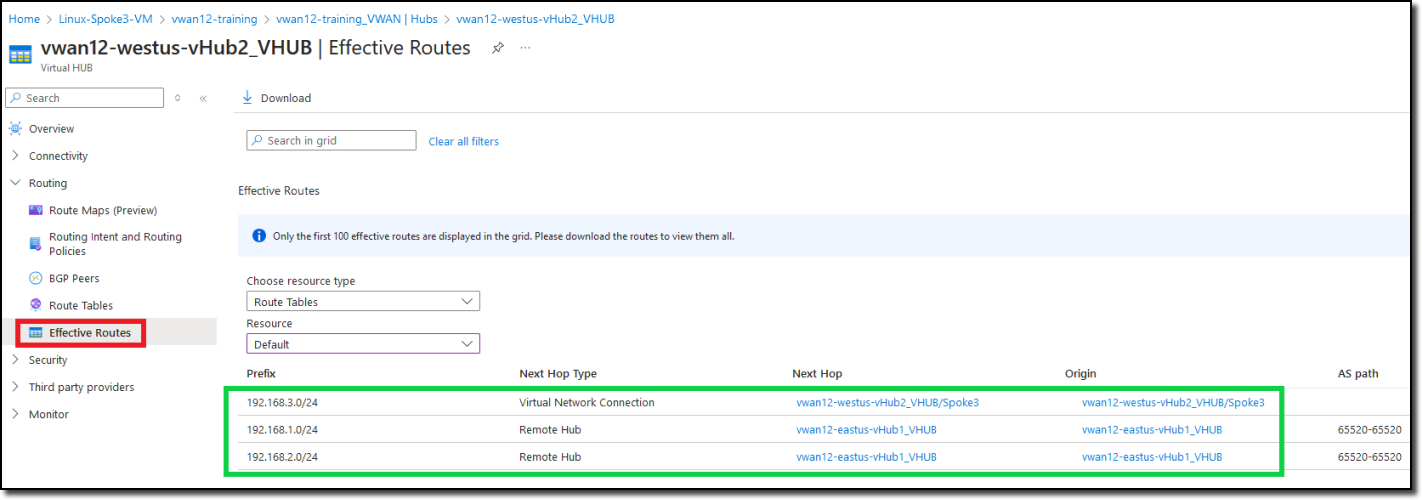 Home > Linux-Spoke3-VM > vwan12-training > vwan12-training_VWAN | Hubs > vwan12-westus-vHub2_VHUB
vwan12-westus-vHub2_VHUB | Effective Routes
Virtual HUB
Search
Download
Overview
Search in grid
Clear all filters
Connectivity
Routing
Effective Routes
Route Maps (Preview)
Routing Intent and Routing
Policies
Only the first 100 effective routes are displayed in the grid. Please download the routes to view them all.
BGP Peers
Choose resource type
Route Tables
Route Tables
Resource
Effective Routes
Default
Security
Prefix Next Hop Type Next Hop Origin AS path
Third party providers
192.168.3.0/24 Virtual Network Connection vwan12-westus-vHub2_VHUB/Spoke3 vwan12-westus-vHub2_VHUB/Spoke3
Monitor
192.168.1.0/24 Remote Hub vwan12-eastus-vHub1_VHUB vwan12-eastus-vHub1_VHUB 65520-65520
192.168.2.0/24 Remote Hub vwan12-eastus-vHub1_VHUB vwan12-eastus-vHub1_VHUB 65520-65520